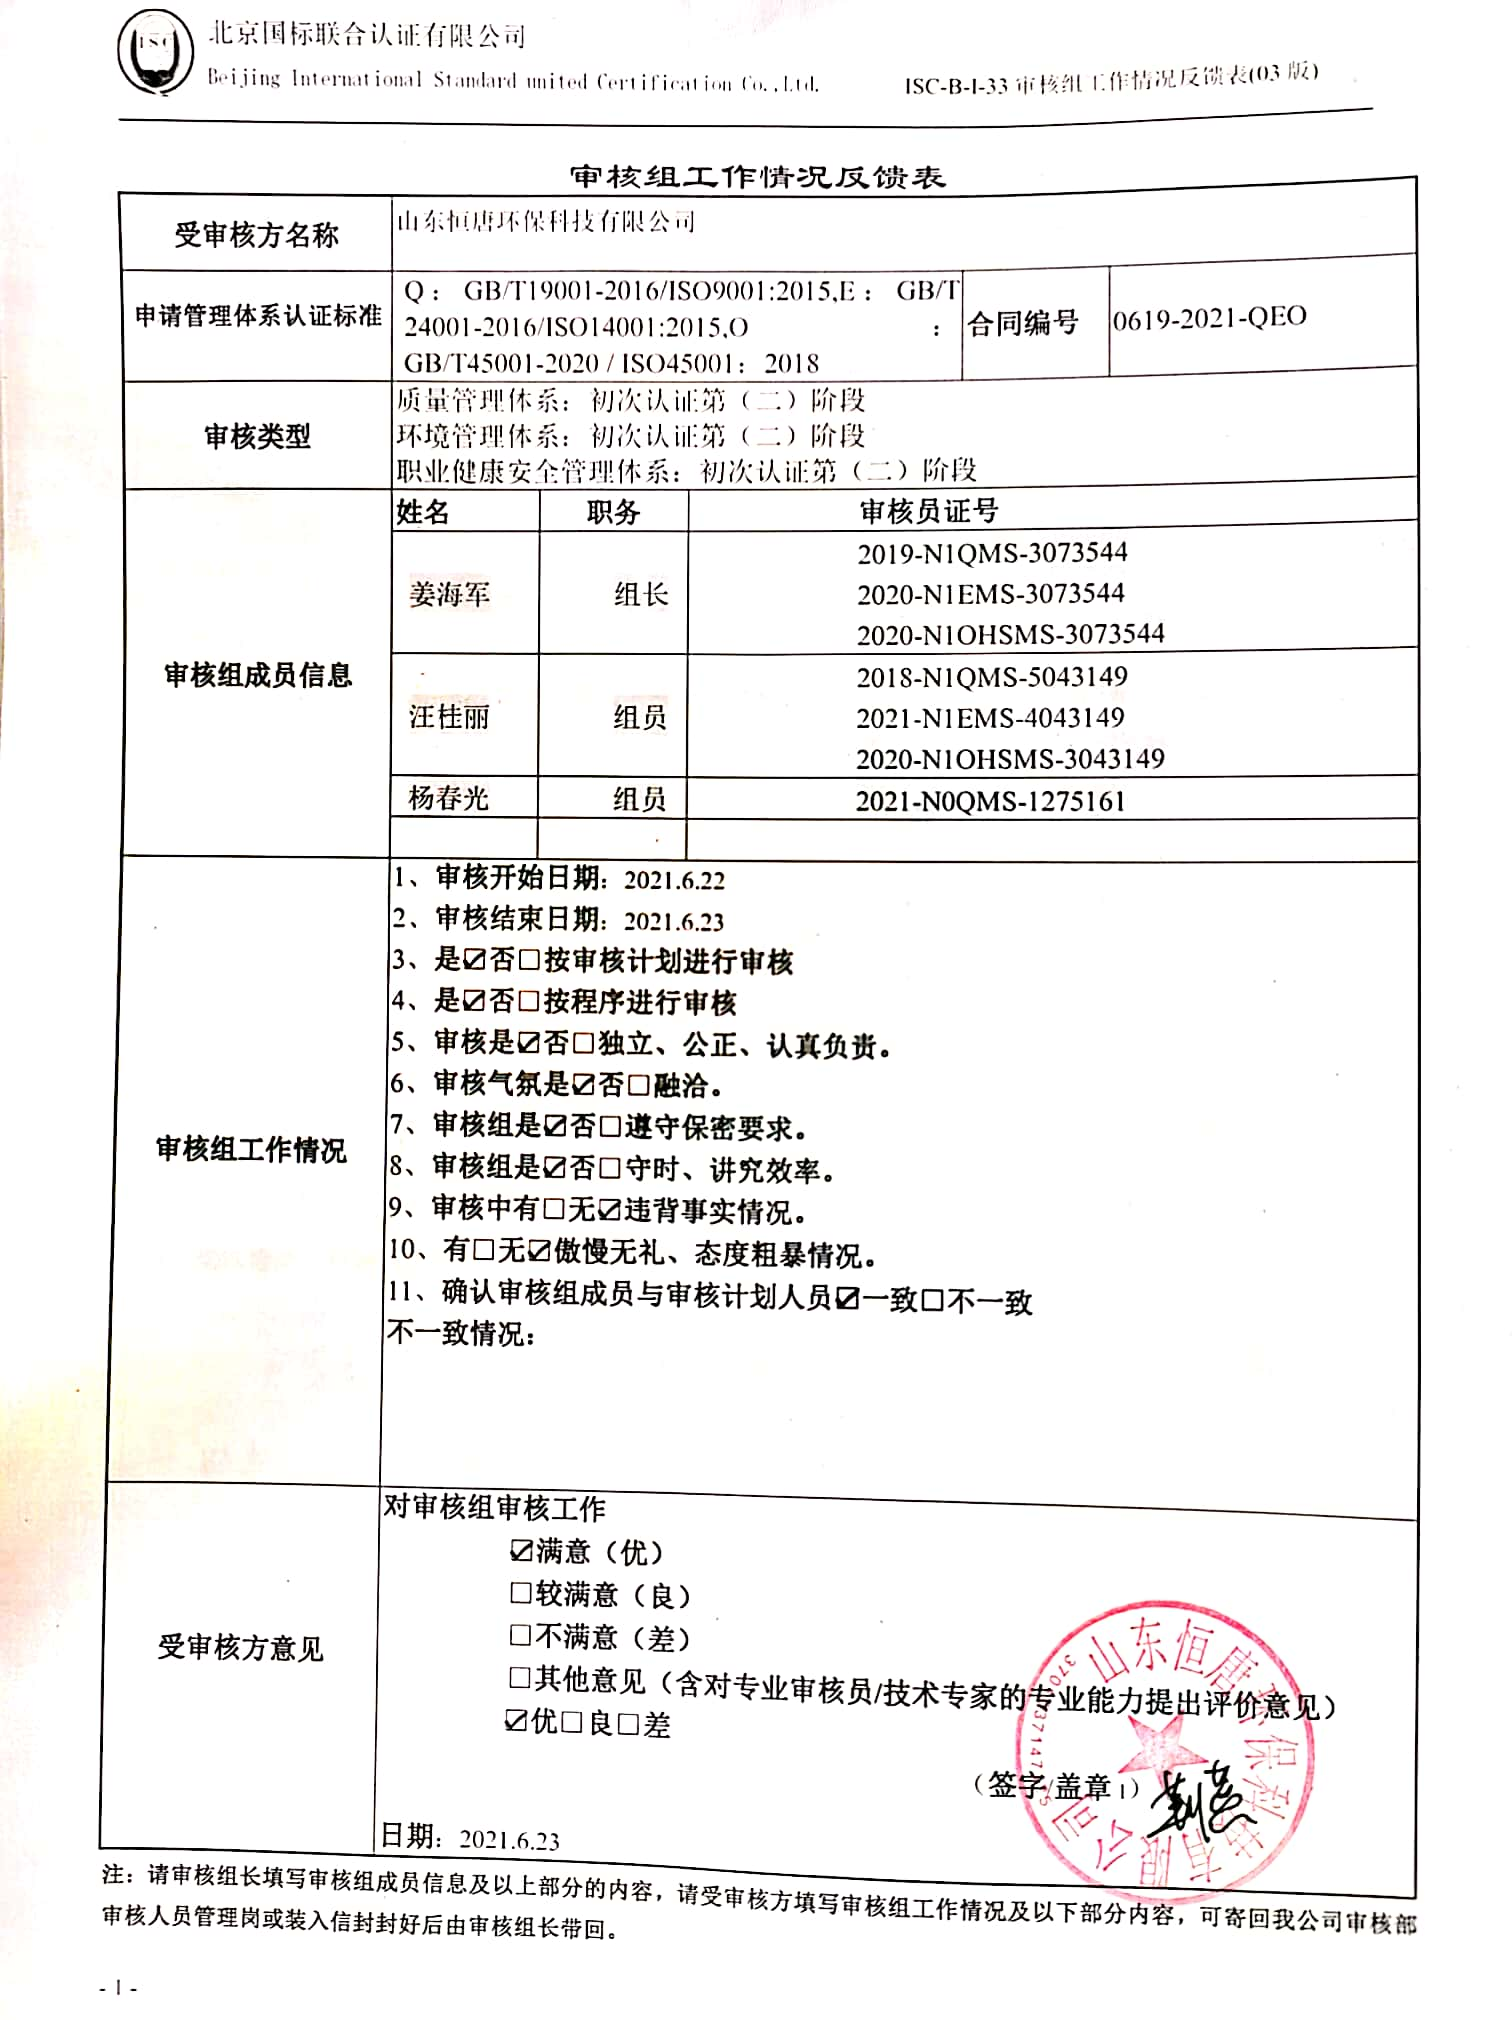 ISC
北京国标联合认证有限公司
Beijing International Standard united Certification Co.,Ltd.
ISC-B-I-33 审核组工作情况反馈表(03 版)
审核组工作情况反馈表
受审核方名称
山东恒唐环保科技有限公司
申请管理体系认证标准
Q： GB/T19001-2016/ISO9001:2015,E： GB/T
24001-2016/ISO14001:2015,O ：
GB/T45001-2020 / ISO45001：2018
合同编号
0619-2021-QEO
审核类型
质量管理体系：初次认证第（二）阶段
环境管理体系：初次认证第（二）阶段
职业健康安全管理体系：初次认证第（二）阶段
审核组成员信息
姓名 职务 审核员证号
姜海军 组长 2019-N1QMS-3073544
2020-N1EMS-3073544
2020-N1OHSMS-3073544
汪桂丽 组员 2018-N1QMS-5043149
2021-N1EMS-4043149
2020-N1OHSMS-3043149
杨春光 组员 2021-N0QMS-1275161
审核组工作情况
1、审核开始日期：2021.6.22
2、审核结束日期：2021.6.23
3、是☑否□按审核计划进行审核
4、是☑否□按程序进行审核
5、审核是☑否□独立、公正、认真负责。
6、审核气氛是☑否□融洽。
7、审核组是☑否□遵守保密要求。
8、审核组是☑否□守时、讲究效率。
9、审核中有□无☑违背事实情况。
10、有□无☑傲慢无礼、态度粗暴情况。
11、确认审核组成员与审核计划人员☑一致□不一致
不一致情况：
受审核方意见
对审核组审核工作
☑满意（优）
□较满意（良）
□不满意（差）
□其他意见（含对专业审核员/技术专家的专业能力提出评价意见）
☑优□良□差
（签字/盖章）
山东恒唐环保科技有限公司
日期：2021.6.23
注：请审核组长填写审核组成员信息及以上部分的内容，请受审核方填写审核组工作情况及以下部分内容，可寄回我公司审核部
审核人员管理岗或装入信封封好后由审核组长带回。
- 1 -